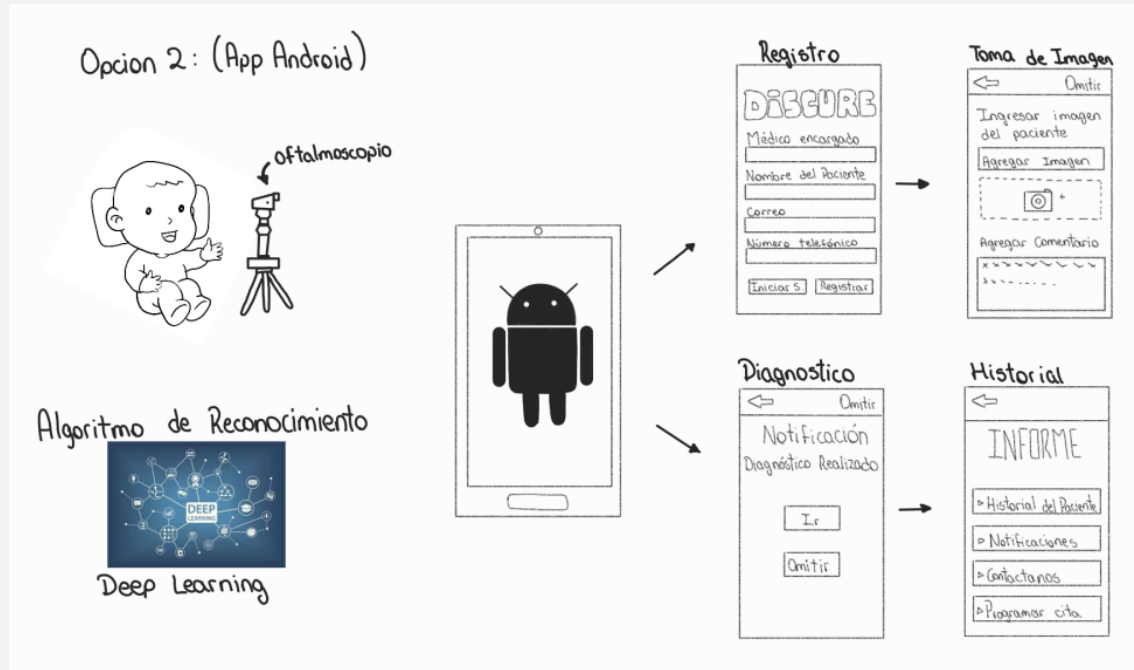 Opcion 2: (App Android)
oftalmoscopio
Algoritmo de Reconocimiento
DEEP
LEARNING
Deep Learning
Registro
DISCURE
Médico encargado
Nombre del Paciente
Correo
Número telefónico
Iniciar S.
Registrar
Toma de Imagen
Omitir
Ingresar imagen
del paciente
Agregar Imagen
+
Agregar Comentario
Diagnostico
Omitir
Notificación
Diagnóstico Realizado
Ir
Omitir
Historial
INFORME
Historial del Paciente
Notificaciones
Contactanos
Programar cita